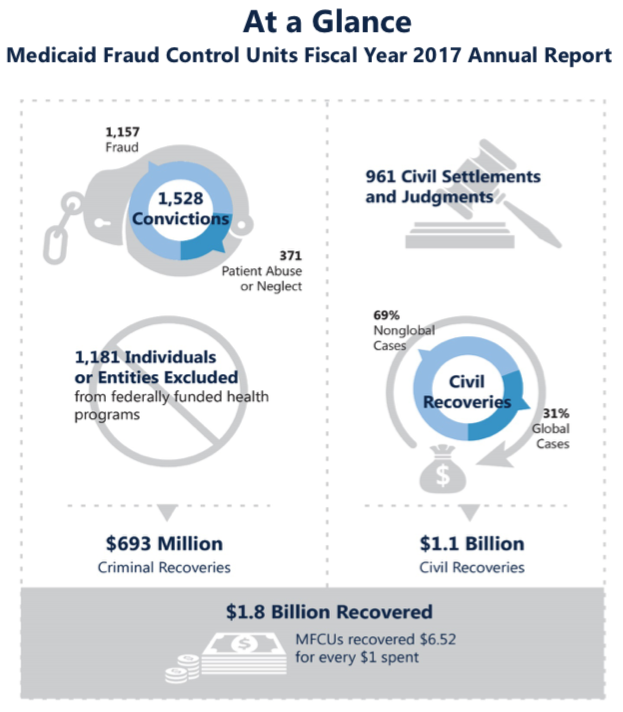 At a Glance
Medicaid Fraud Control Units Fiscal Year 2017 Annual Report
1,157
Fraud
1,528
Convictions
371
Patient Abuse
or Neglect
1,181 Individuals
or Entities Excluded
from federally funded health
programs
$693 Million
Criminal Recoveries
961 Civil Settlements
and Judgments
69%
Nonglobal
Cases
Civil
Recoveries
31%
Global
Cases
$
$1.1 Billion
Civil Recoveries
$1.8 Billion Recovered
$
MFCUs recovered $6.52
for every $1 spent